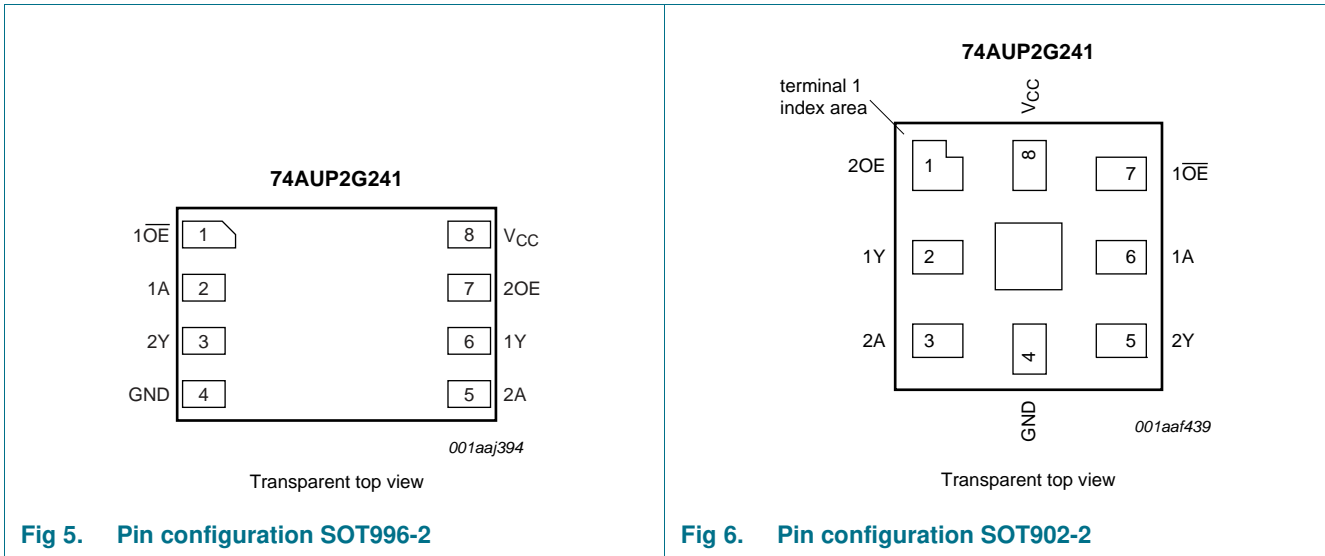 74AUP2G241
1OE 1 8 VCC
1A 2 7 2OE
2Y 3 6 1Y
GND 4 5 2A
001aaj394
Transparent top view
Fig 5. Pin configuration SOT996-2
74AUP2G241
terminal 1
index area
VCC
2OE 1 8 7 1OE
1Y 2 6 1A
2A 3 4 5 2Y
GND
001aaf439
Transparent top view
Fig 6. Pin configuration SOT902-2